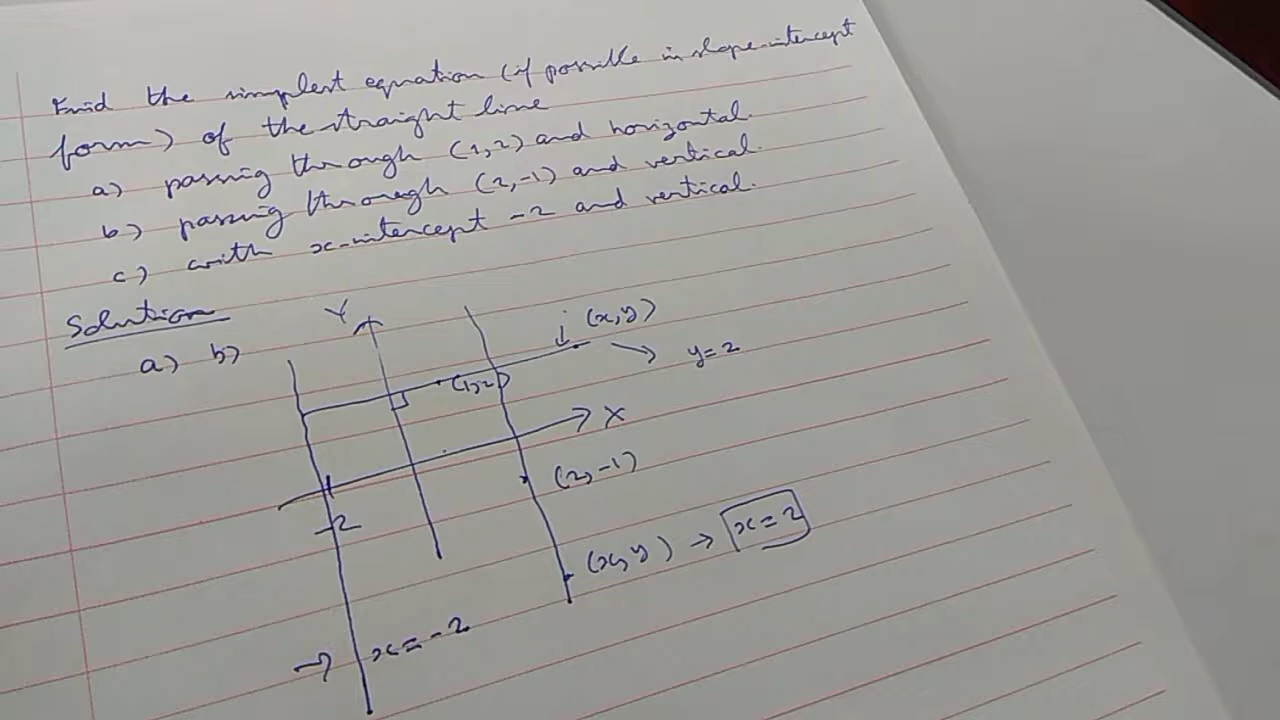 Find the simplest equation (if possible in slope-intercept
form) of the straight line
a) passing through (1,2) and horizontal.
b) passing through (2,-1) and vertical.
c) with x-intercept -2 and vertical.
Solution
a) b)
Y
(x,y)
y=2
(1,2)
X
(2,-1)
-2
(x,y) → x=2
→ x=-2